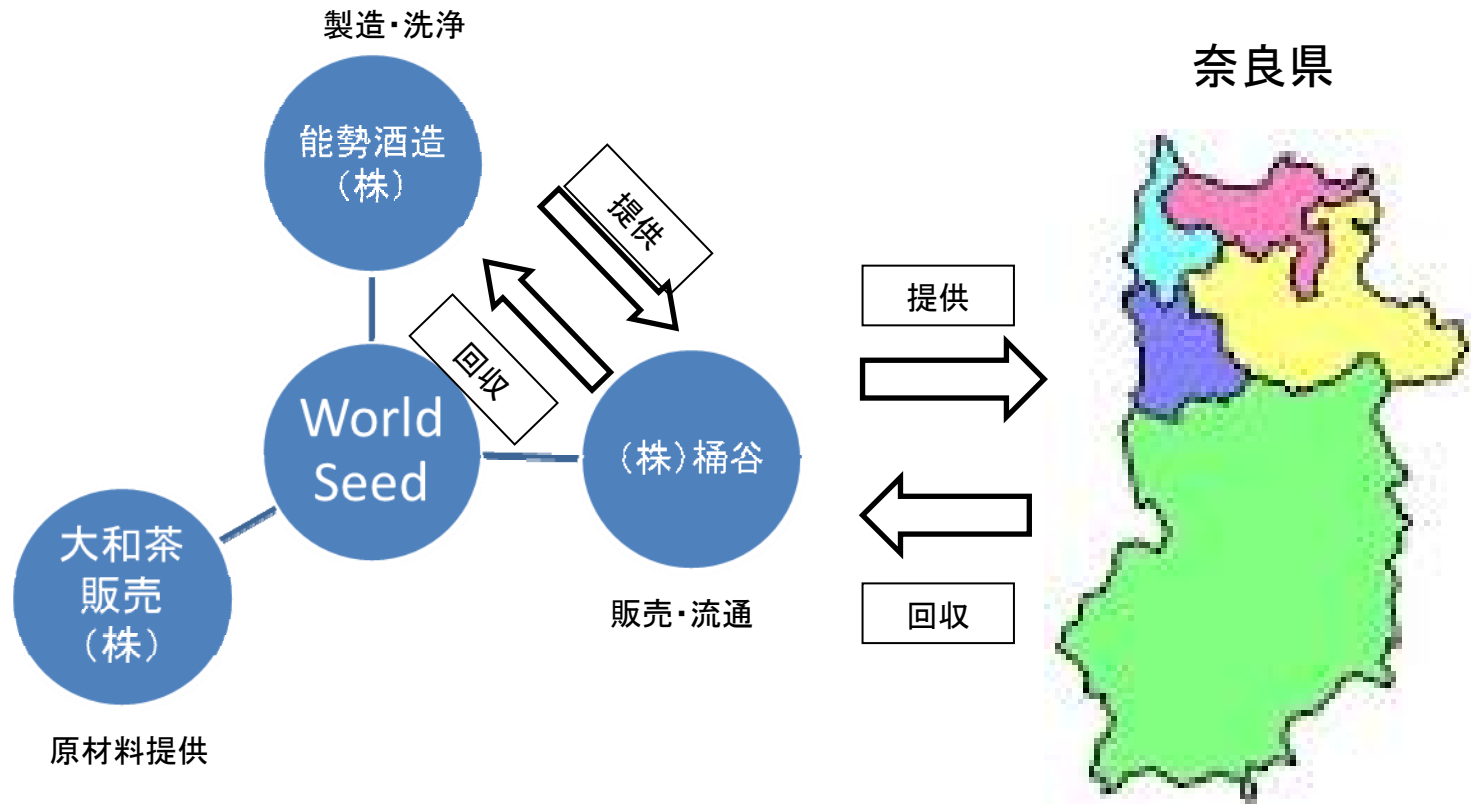 製造・洗浄
奈良県
能勢酒造
（株）
提供
回収
提供
World
Seed
（株）桶谷
大和茶
販売
（株）
販売・流通
回収
原材料提供